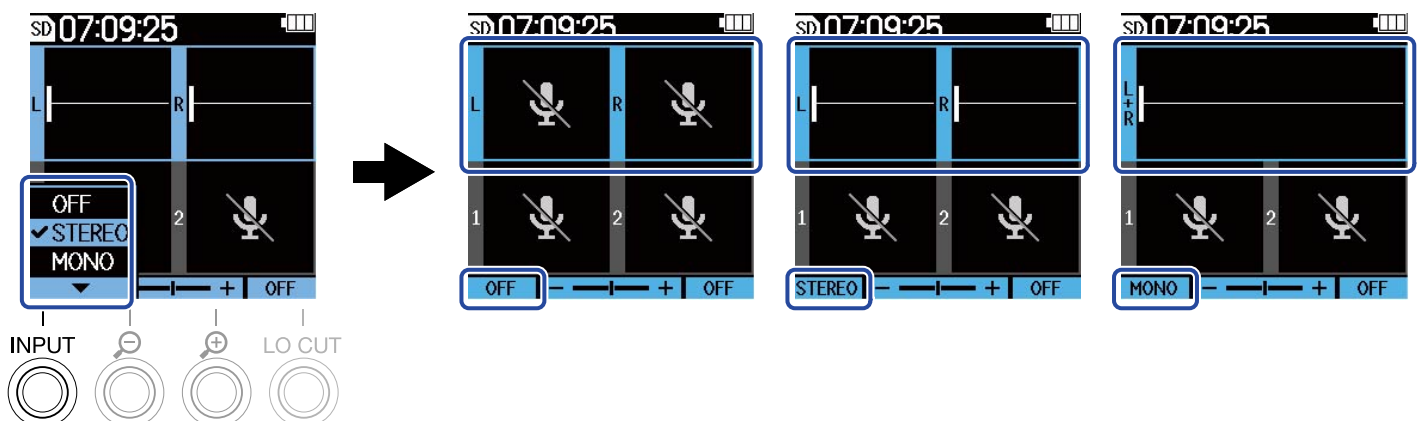 SD 07:09:25
L R
2
OFF
✔STEREO
MONO
- + OFF
INPUT
LO CUT
SD 07:09:25
L R
1 2
OFF - + OFF
SD 07:09:25
L R
1 2
STEREO - + OFF
SD 07:09:25
L
+
R
1 2
MONO - + OFF